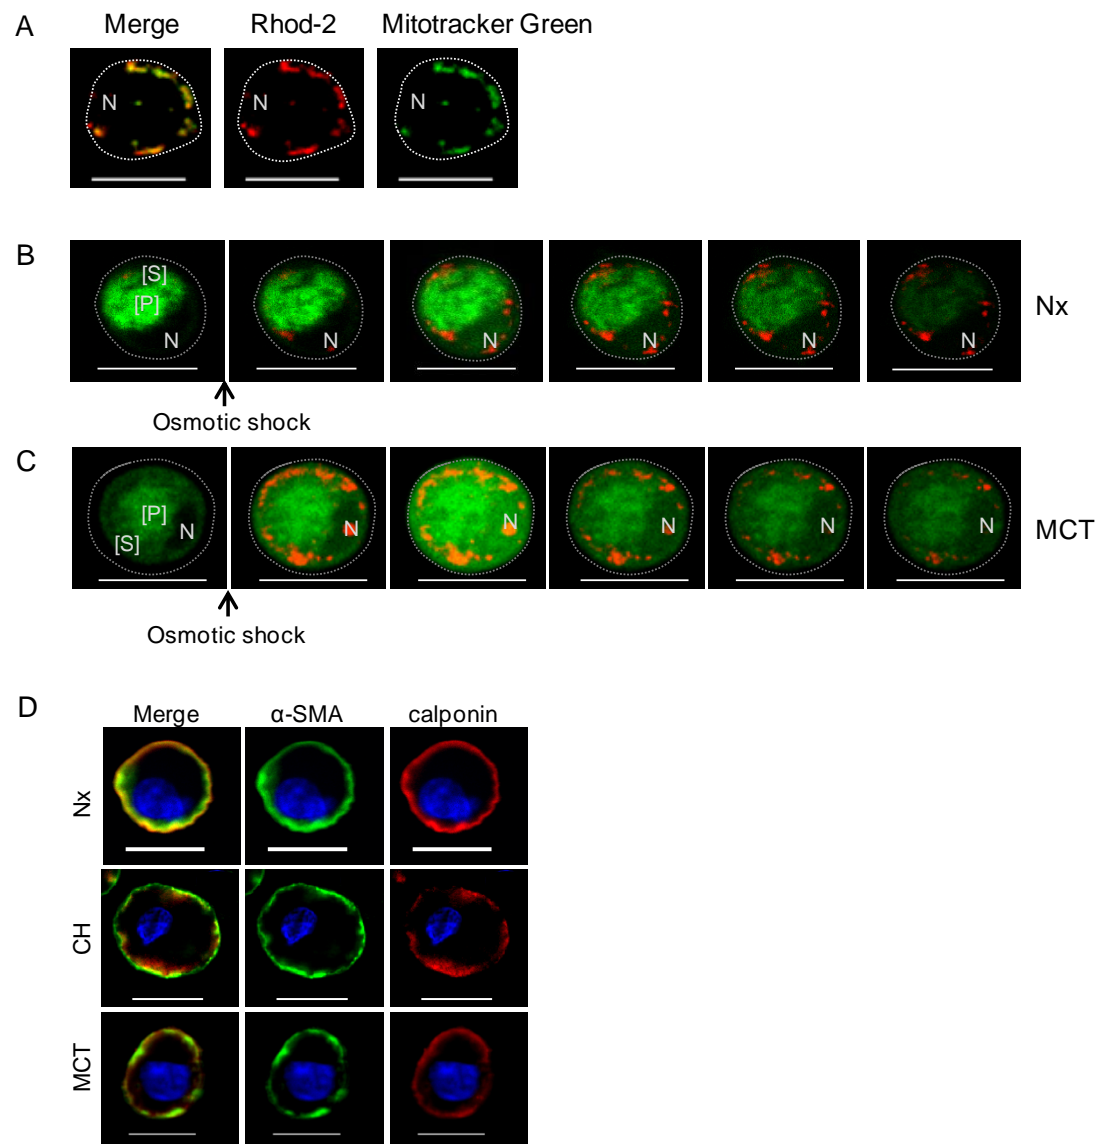 A
Merge Rhod-2 Mitotracker Green
N N N
B
[S]
[P]
N N N N N N
Nx
Osmotic shock
C
[P]
[S]
N N N N N N
MCT
Osmotic shock
D
Merge α-SMA calponin
Nx
CH
MCT